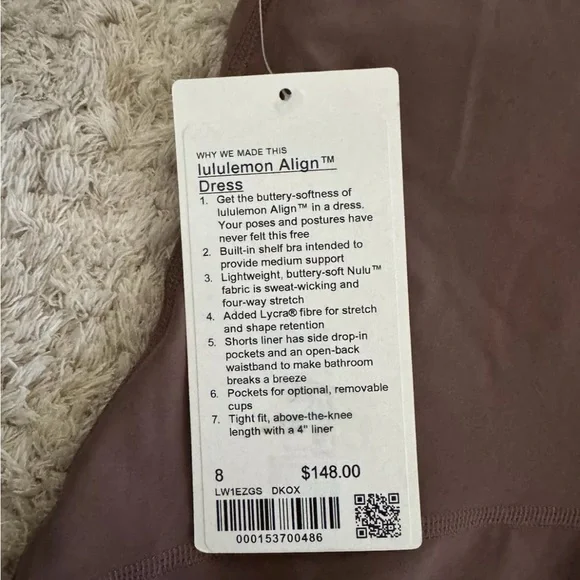 WHY WE MADE THIS
lululemon Align™
Dress
1. Get the buttery-softness of
lululemon Align™ in a dress.
Your poses and postures have
never felt this free
2. Built-in shelf bra intended to
provide medium support
3. Lightweight, buttery-soft Nulu™
fabric is sweat-wicking and
four-way stretch
4. Added Lycra® fibre for stretch
and shape retention
5. Shorts liner has side drop-in
pockets and an open-back
waistband to make bathroom
breaks a breeze
6. Pockets for optional, removable
cups
7. Tight fit, above-the-knee
length with a 4" liner
8 $148.00
LW1EZGS DKOX
000153700486